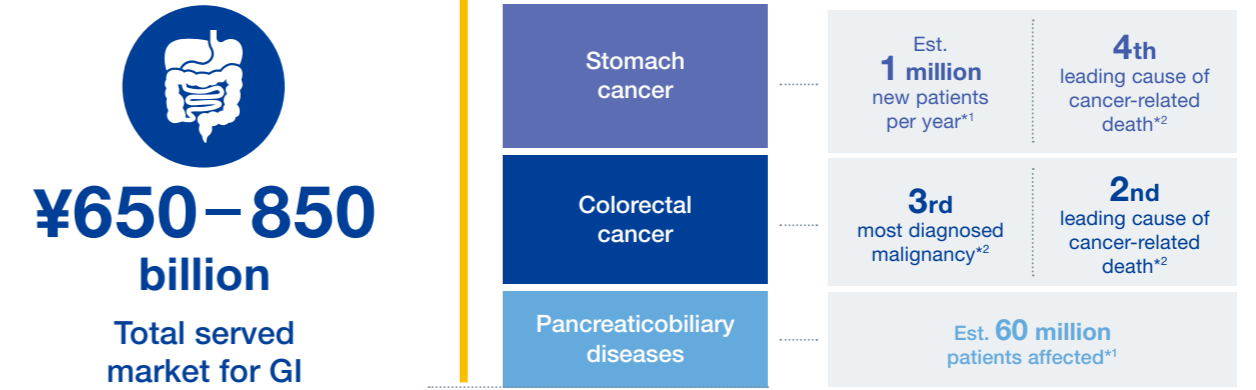 ¥650–850
billion
Total served
market for GI
Stomach
cancer
Est.
1 million
new patients
per year*1
4th
leading cause of
cancer-related
death*2
Colorectal
cancer
3rd
most diagnosed
malignancy*2
2nd
leading cause of
cancer-related
death*2
Pancreaticobiliary
diseases
Est. 60 million
patients affected*1